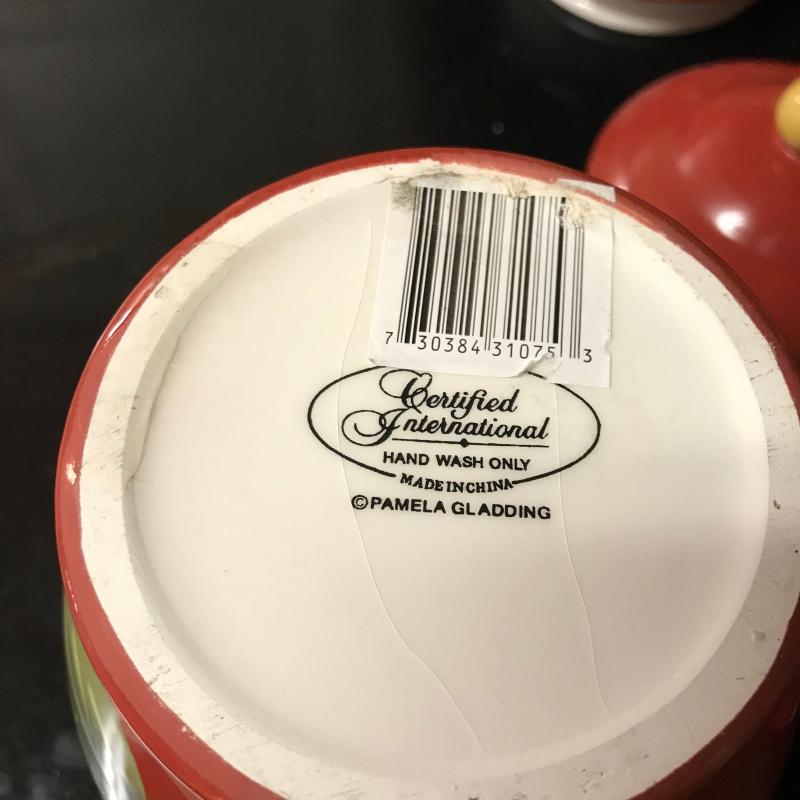 7 30384 31075 3
Certified
International
HAND WASH ONLY
MADE IN CHINA
©PAMELA GLADDING